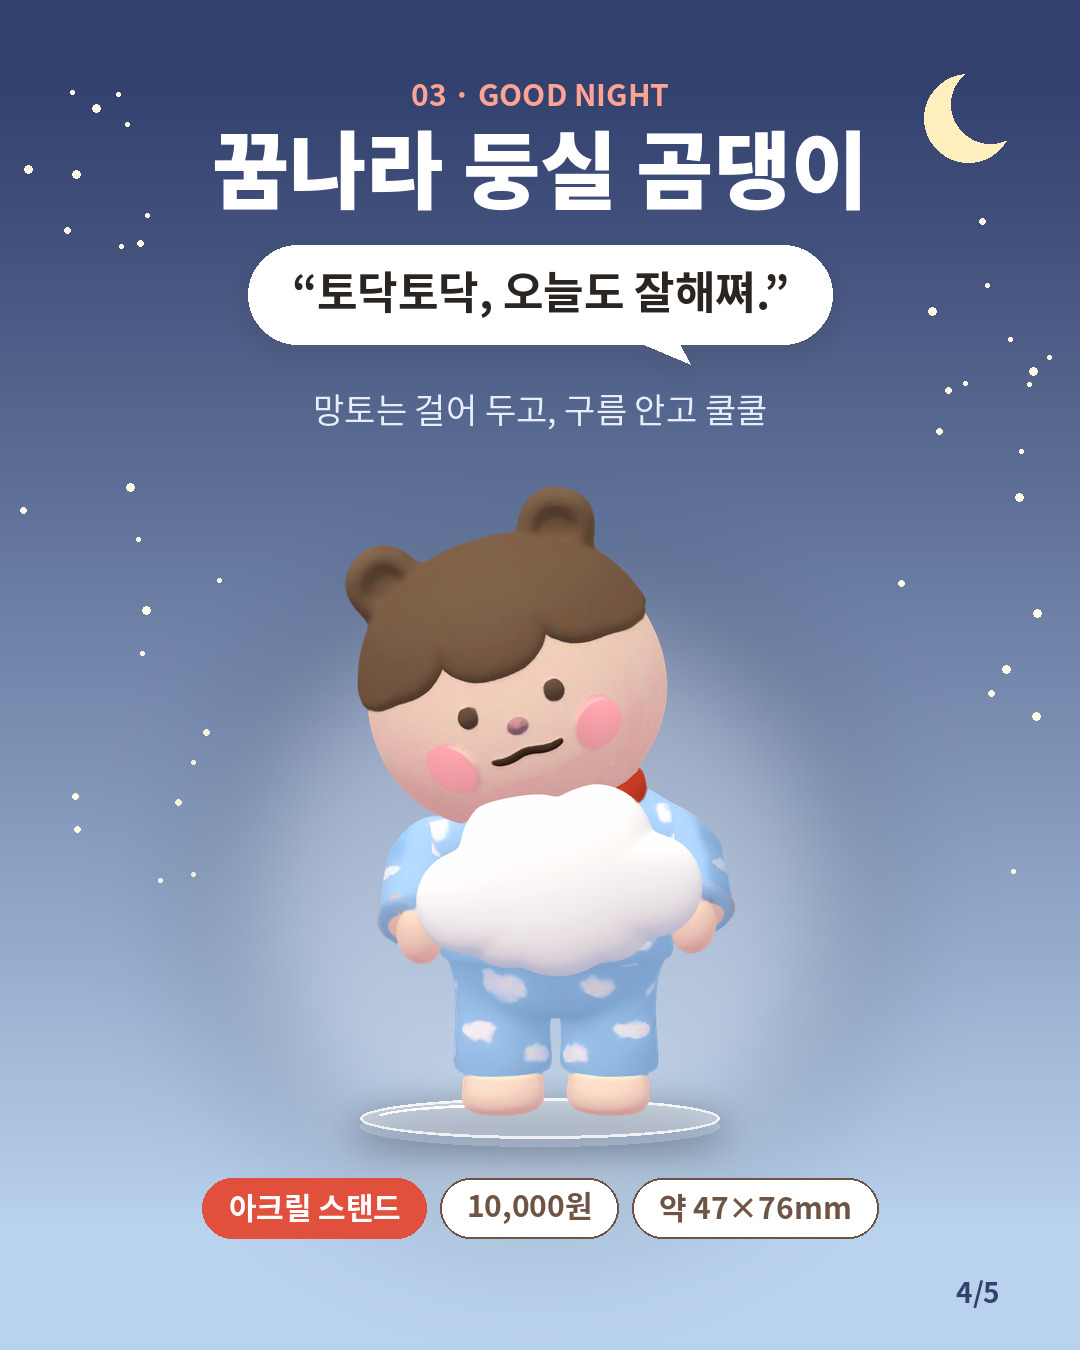 03 · GOOD NIGHT
꿈나라 둥실 곰댕이
“토닥토닥, 오늘도 잘해쪄.”
망토는 걸어 두고, 구름 안고 쿨쿨
아크릴 스탠드
10,000원
약 47×76mm
4/5